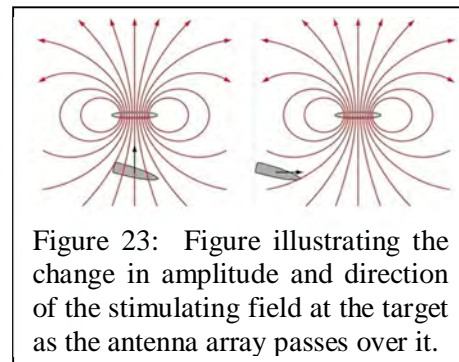 Figure 23:  Figure illustrating the
change in amplitude and direction
of the stimulating field at the target
as the antenna array passes over it.